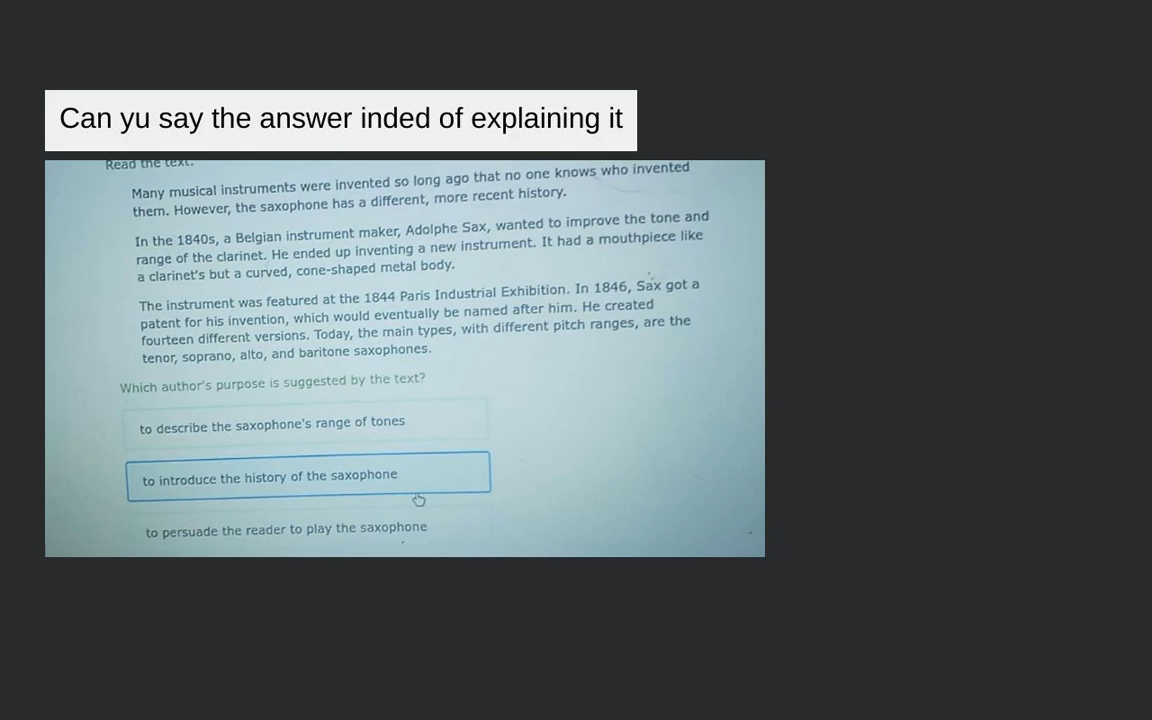 Can yu say the answer inded of explaining it
Read the text.
Many musical instruments were invented so long ago that no one knows who invented
them. However, the saxophone has a different, more recent history.
In the 1840s, a Belgian instrument maker, Adolphe Sax, wanted to improve the tone and
range of the clarinet. He ended up inventing a new instrument. It had a mouthpiece like
a clarinet's but a curved, cone-shaped metal body.
The instrument was featured at the 1844 Paris Industrial Exhibition. In 1846, Sax got a
patent for his invention, which would eventually be named after him. He created
fourteen different versions. Today, the main types, with different pitch ranges, are the
tenor, soprano, alto, and baritone saxophones.
Which author's purpose is suggested by the text?
to describe the saxophone's range of tones
to introduce the history of the saxophone
to persuade the reader to play the saxophone